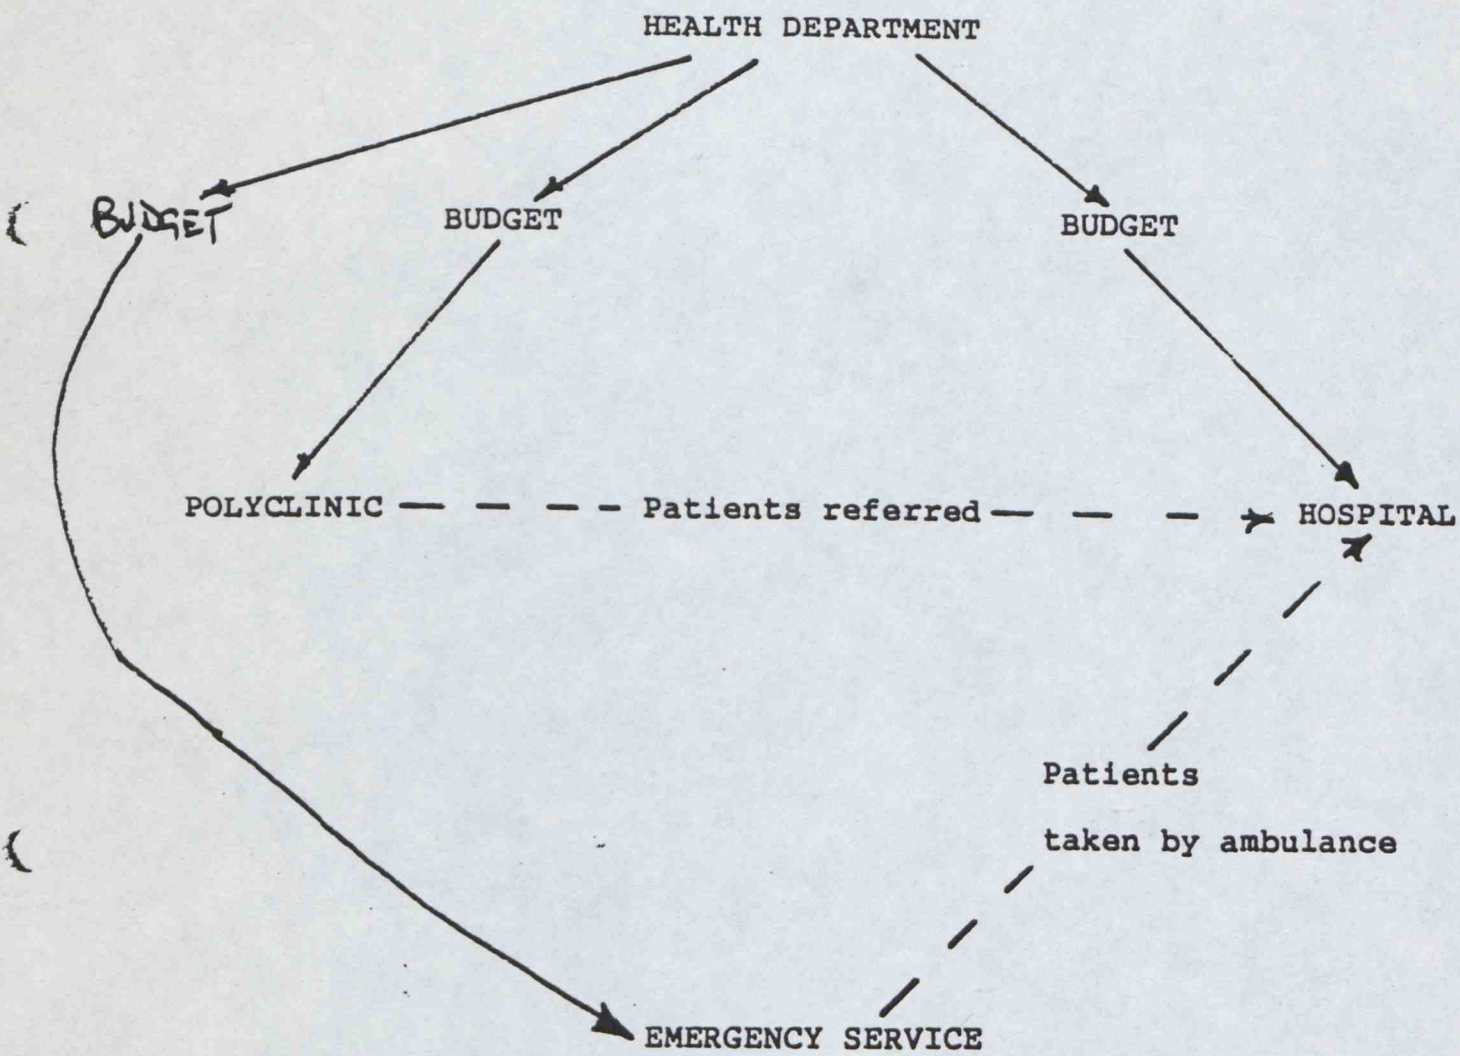 HEALTH DEPARTMENT
BUDGET BUDGET BUDGET
POLYCLINIC Patients referred HOSPITAL
Patients
taken by ambulance
EMERGENCY SERVICE